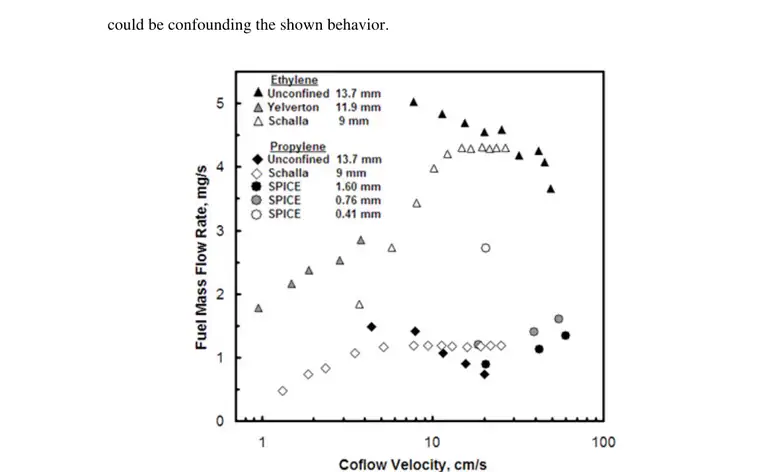 could be confounding the shown behavior.
Ethylene
Unconfined 13.7 mm
Yelverton 11.9 mm
Schalla 9 mm
Propylene
Unconfined 13.7 mm
Schalla 9 mm
SPICE 1.60 mm
SPICE 0.76 mm
SPICE 0.41 mm
Fuel Mass Flow Rate, mg/s
5
4
3
2
1
0
1 10 100
Coflow Velocity, cm/s